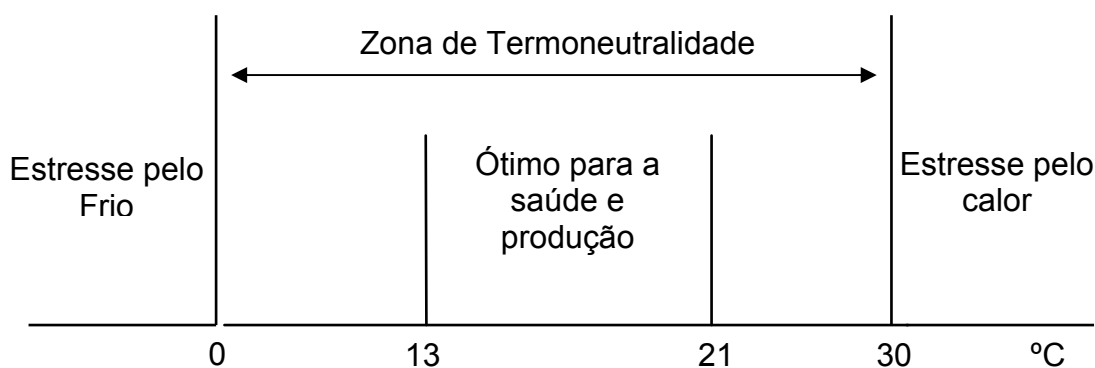 Zona de Termoneutralidade
Estresse pelo
Frio
Ótimo para a
saúde e
produção
Estresse pelo
calor
0 13 21 30 ºC